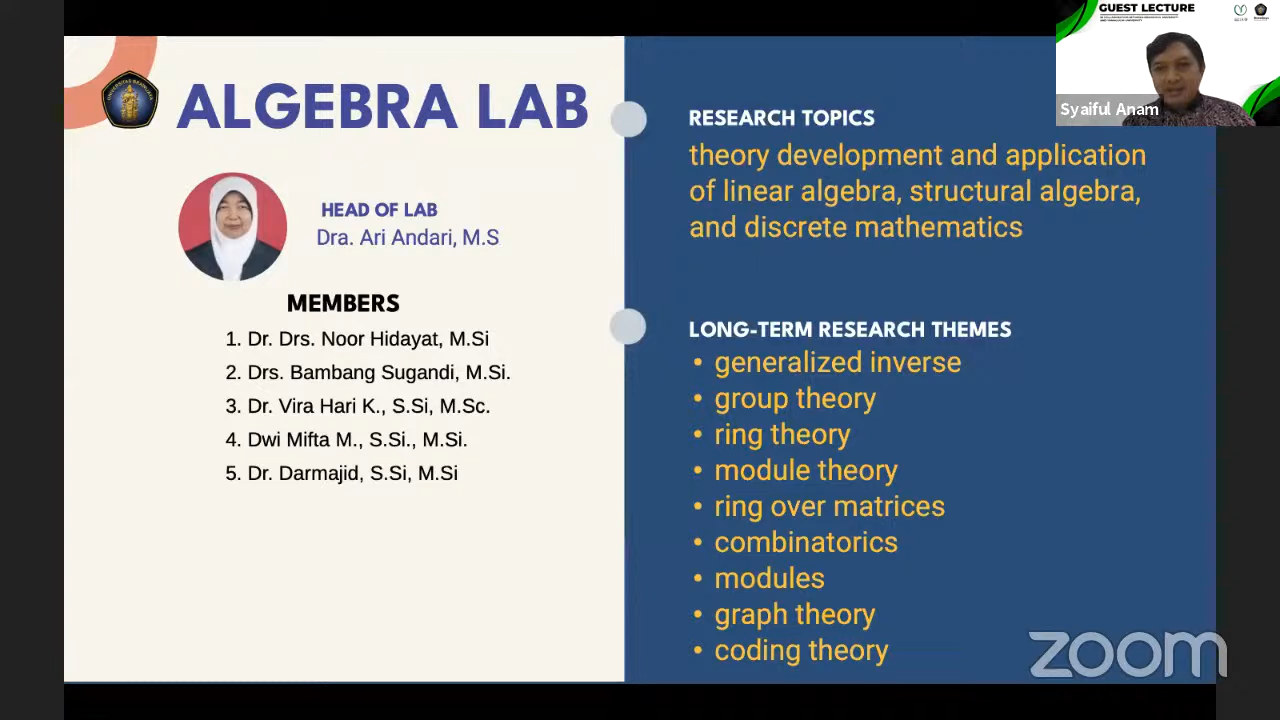 GUEST LECTURE
Syaiful Anam
ALGEBRA LAB
HEAD OF LAB
Dra. Ari Andari, M.S
MEMBERS
1. Dr. Drs. Noor Hidayat, M.Si
2. Drs. Bambang Sugandi, M.Si.
3. Dr. Vira Hari K., S.Si, M.Sc.
4. Dwi Mifta M., S.Si., M.Si.
5. Dr. Darmajid, S.Si, M.Si
RESEARCH TOPICS
theory development and application
of linear algebra, structural algebra,
and discrete mathematics
LONG-TERM RESEARCH THEMES
• generalized inverse
• group theory
• ring theory
• module theory
• ring over matrices
• combinatorics
• modules
• graph theory
• coding theory
zoom